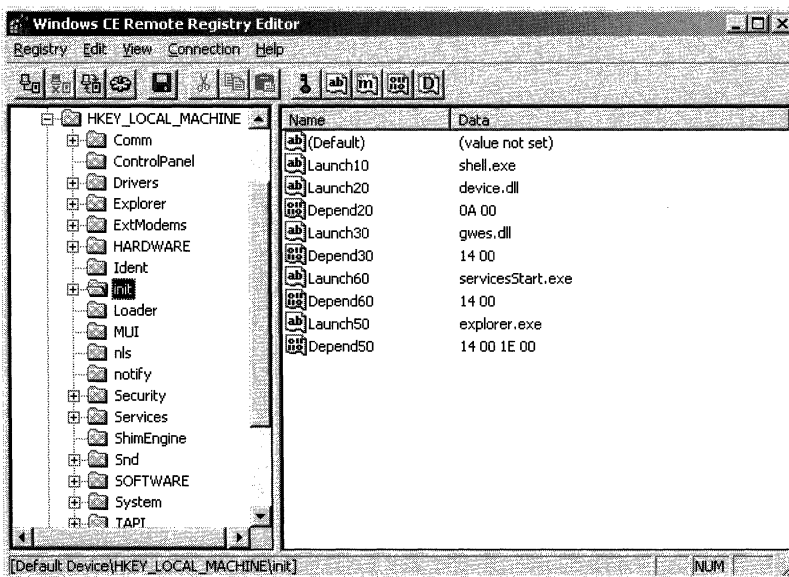 Windows CE Remote Registry Editor
Registry Edit View Connection Help
HKEY_LOCAL_MACHINE
Comm
ControlPanel
Drivers
Explorer
ExtModems
HARDWARE
Ident
init
Loader
MUI
nls
notify
Security
Services
ShimEngine
Snd
SOFTWARE
System
TAPI
Name Data
(Default) (value not set)
Launch10 shell.exe
Launch20 device.dll
Depend20 0A 00
Launch30 gwes.dll
Depend30 14 00
Launch60 servicesStart.exe
Depend60 14 00
Launch50 explorer.exe
Depend50 14 00 1E 00
[Default Device\HKEY_LOCAL_MACHINE\init] NUM